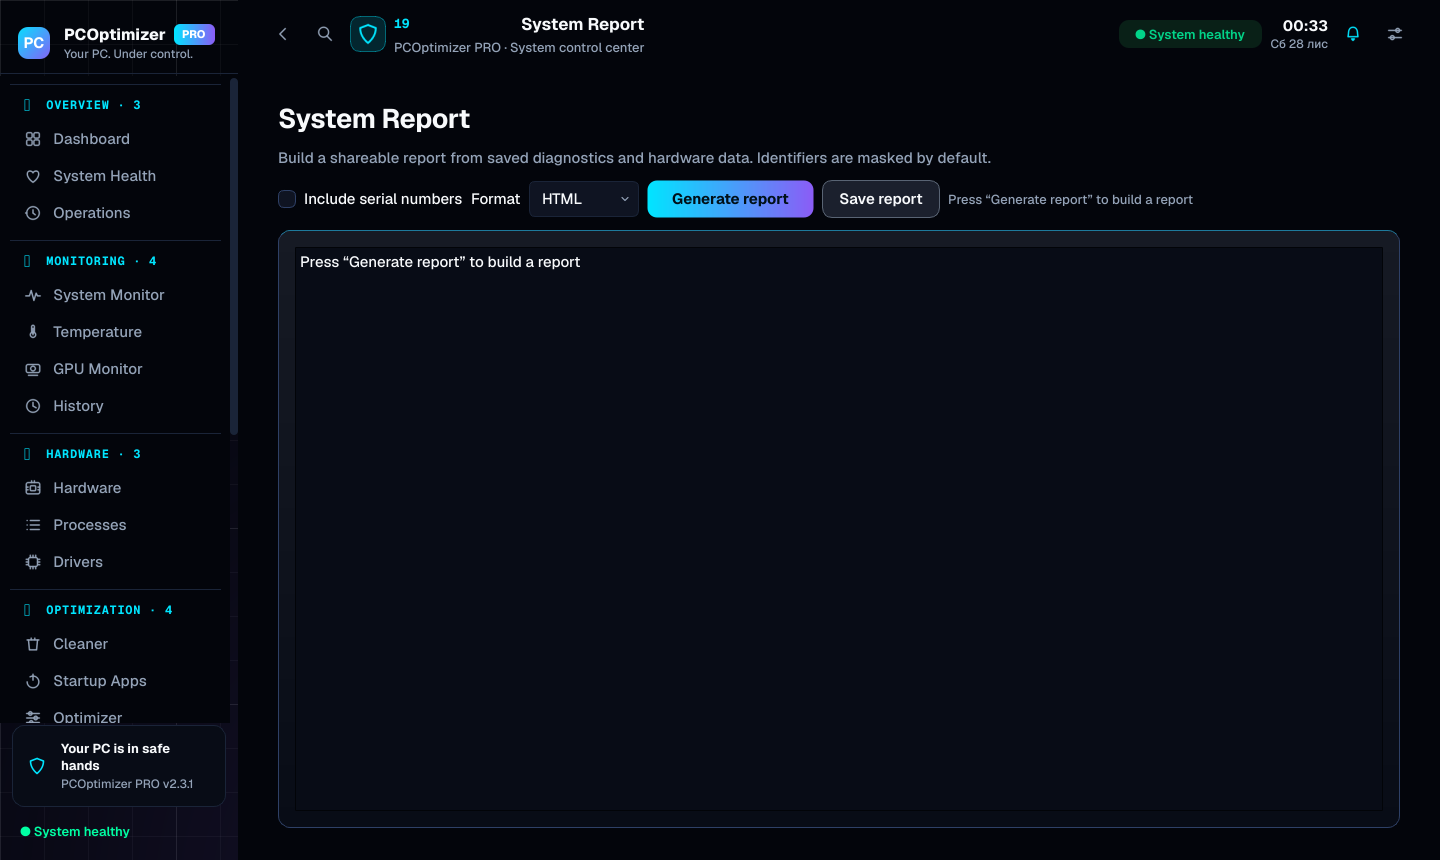 PC
PCOptimizer PRO
Your PC. Under control.
OVERVIEW · 3
Dashboard
System Health
Operations
MONITORING · 4
System Monitor
Temperature
GPU Monitor
History
HARDWARE · 3
Hardware
Processes
Drivers
OPTIMIZATION · 4
Cleaner
Startup Apps
Optimizer
Your PC is in safe
hands
PCOptimizer PRO v2.3.1
System healthy
19
System Report
PCOptimizer PRO · System control center
System healthy
00:33
Сб 28 лис
System Report
Build a shareable report from saved diagnostics and hardware data. Identifiers are masked by default.
Include serial numbers Format HTML Generate report Save report Press “Generate report” to build a report
Press “Generate report” to build a report